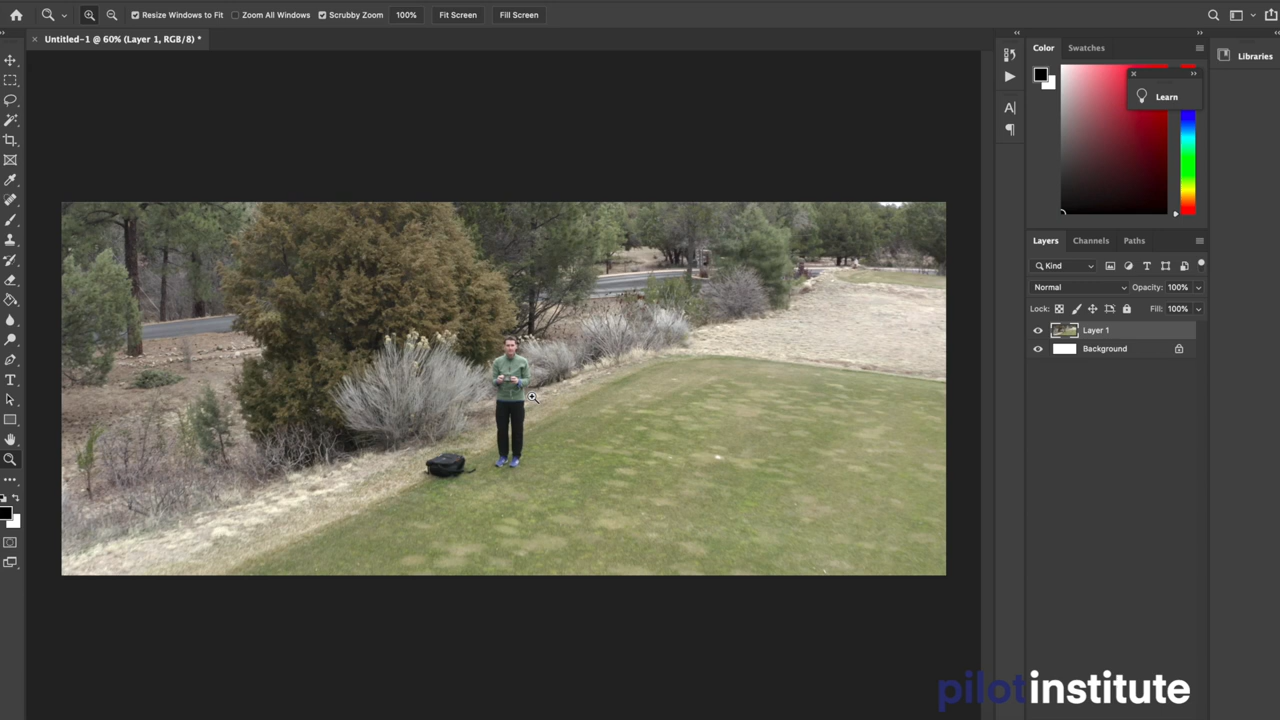 Resize Windows to Fit Zoom All Windows Scrubby Zoom 100% Fit Screen Fill Screen
Untitled-1 @ 60% (Layer 1, RGB/8) *
Color Swatches
Libraries
Learn
A|
Layers Channels Paths
Kind
Normal Opacity: 100%
Lock: Fill: 100%
Layer 1
Background
pilotinstitute